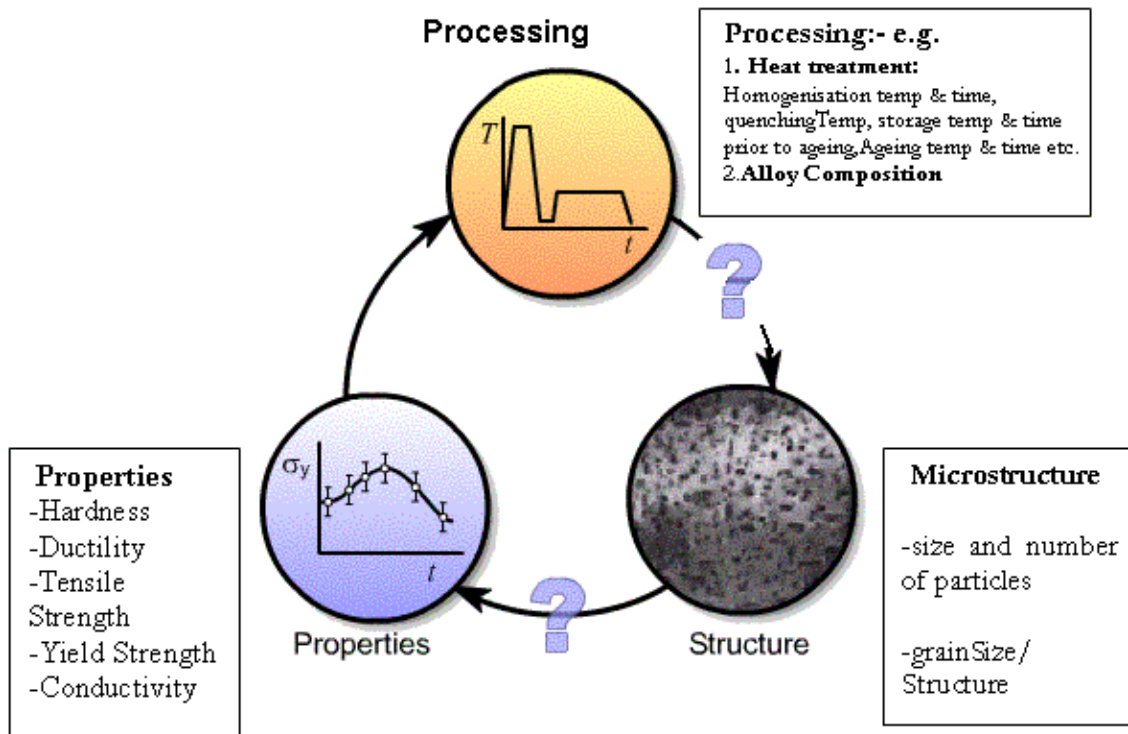 Processing
Processing:- e.g.
1. Heat treatment:
Homogenisation temp & time,
quenchingTemp, storage temp & time
prior to ageing,Ageing temp & time etc.
2.Alloy Composition
T
t
?
Properties
-Hardness
-Ductility
-Tensile
Strength
-Yield Strength
-Conductivity
σy
t
Properties
?
Structure
Microstructure
-size and number
of particles
-grainSize/
Structure